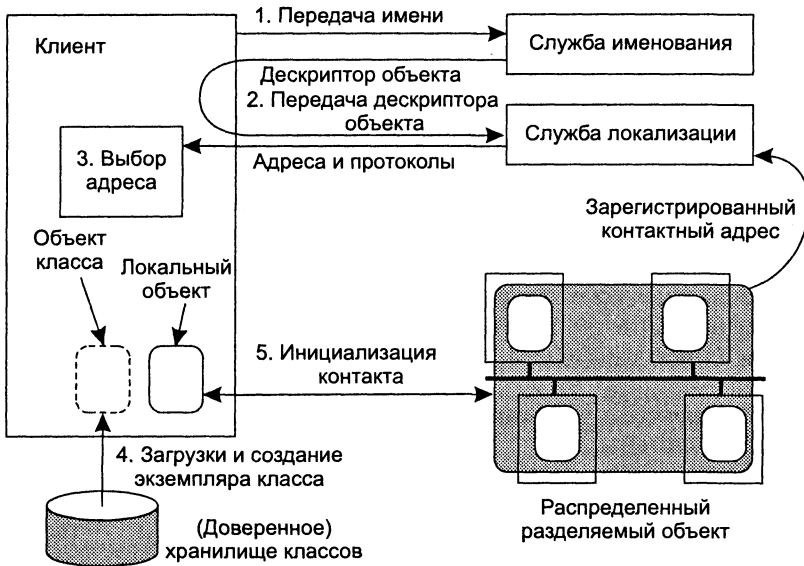 1. Передача имени
Клиент
Служба именования
Дескриптор объекта
2. Передача дескриптора
объекта
Служба локализации
3. Выбор
адреса
Адреса и протоколы
Зарегистрированный
контактный адрес
Объект
класса
Локальный
объект
5. Инициализация
контакта
4. Загрузки и создание
экземпляра класса
(Доверенное)
хранилище классов
Распределенный
разделяемый объект